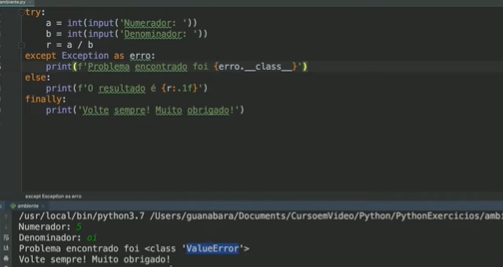 ambiente.py
try:
a = int(input('Numerador: '))
b = int(input('Denominador: '))
r = a / b
except Exception as erro:
print(f'Problema encontrado foi {erro.__class__}')
else:
print(f'O resultado é {r:.1f}')
finally:
print('Volte sempre! Muito obrigado!')
except Exception as erro
ambiente
/usr/local/bin/python3.7 /Users/guanabara/Documents/CursoemVideo/Python/PythonExercicios/ambi
Numerador: 5
Denominador: oi
Problema encontrado foi <class 'ValueError'>
Volte sempre! Muito obrigado!